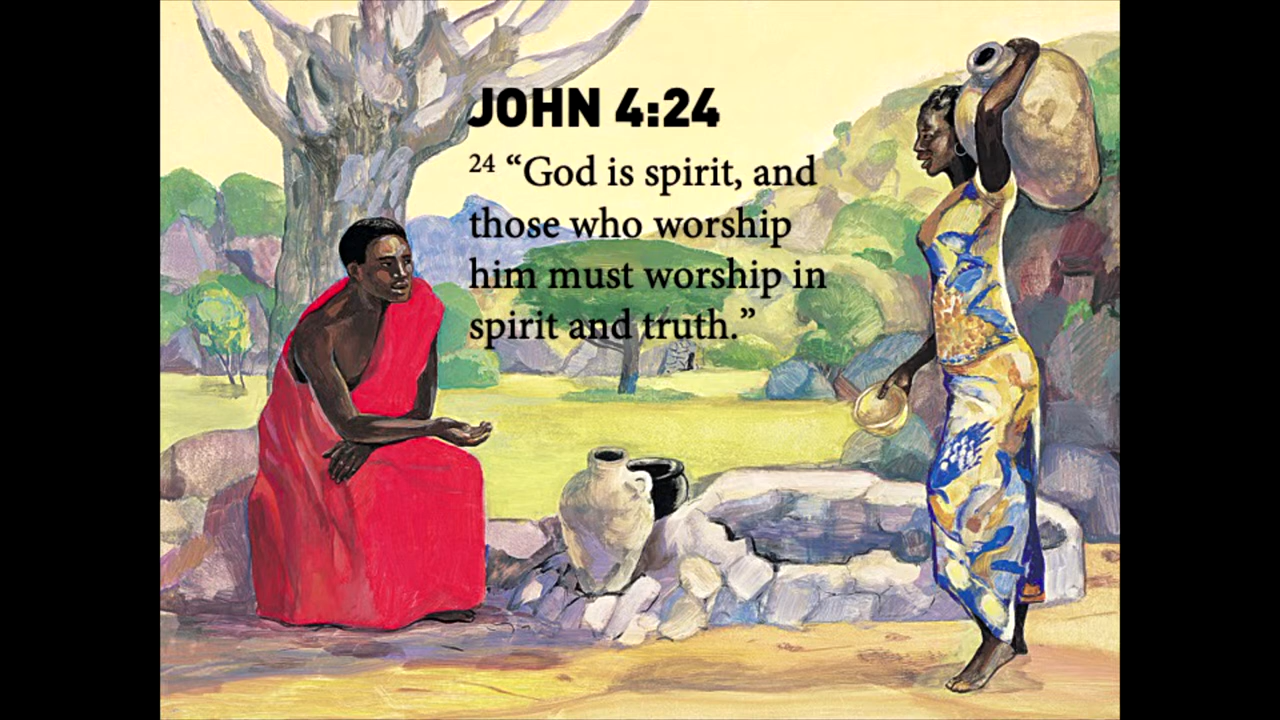 JOHN 4:24
24 “God is spirit, and
those who worship
him must worship in
spirit and truth.”